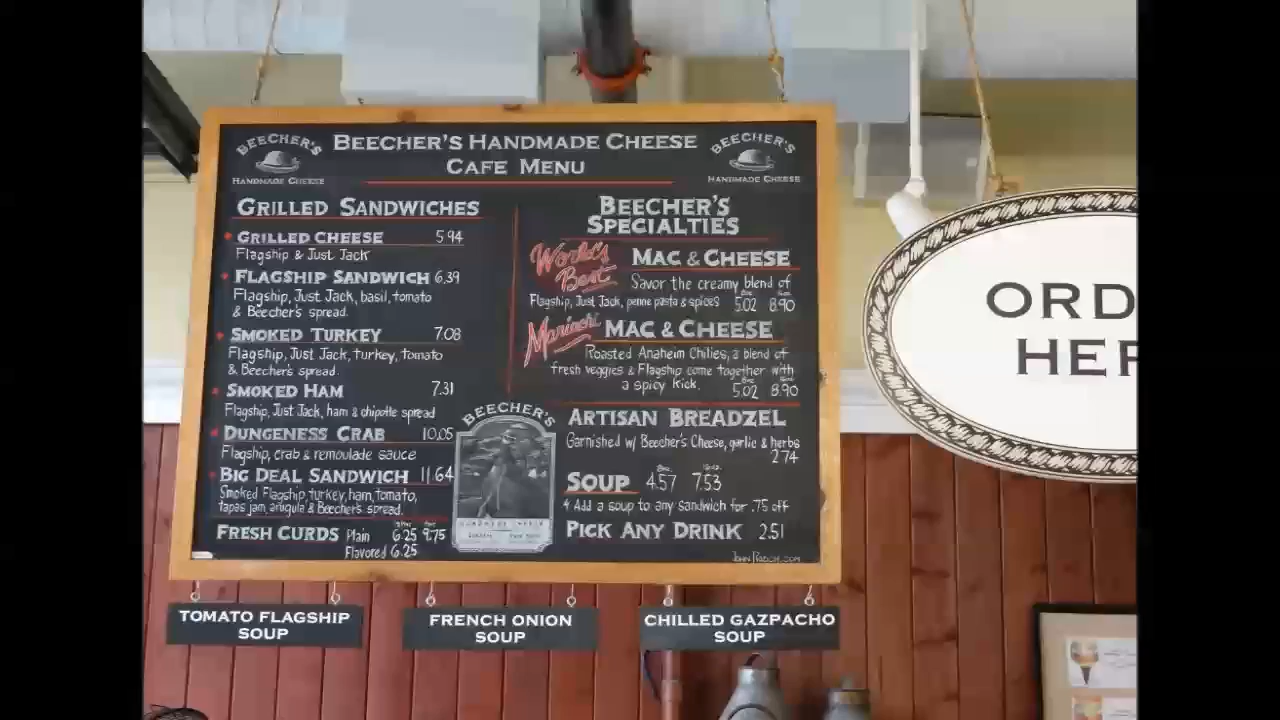 BEECHER'S
HANDMADE CHEESE
BEECHER'S HANDMADE CHEESE
CAFE MENU
BEECHER'S
HANDMADE CHEESE
GRILLED SANDWICHES
GRILLED CHEESE 5.94
Flagship & Just Jack
FLAGSHIP SANDWICH 6.39
Flagship, Just Jack, basil, tomato
& Beecher's spread.
SMOKED TURKEY 7.08
Flagship, Just Jack, turkey, tomato
& Beecher's spread.
SMOKED HAM 7.31
Flagship, Just Jack, ham & chipotle spread
DUNGENESS CRAB 10.05
Flagship, crab & remoulade sauce
BIG DEAL SANDWICH 11.64
Smoked Flagship, turkey, ham, tomato,
tapas jam, arugula & Beecher's spread.
FRESH CURDS Plain 6.25 9.75
Flavored 6.25
BEECHER'S
BEECHER'S
SPECIALTIES
World's
Best
MAC & CHEESE
Savor the creamy blend of
Flagship, Just Jack, penne pasta & spices 5.02 8.90
Mariachi MAC & CHEESE
Roasted Anaheim Chilies, a blend of
fresh veggies & Flagship come together with
a spicy kick. 5.02 8.90
ARTISAN BREADZEL
Garnished w/ Beecher's Cheese, garlic & herbs
2.74
SOUP 4.57 7.53
Add a soup to any sandwich for .75 off
PICK ANY DRINK 2.51
TOMATO FLAGSHIP
SOUP
FRENCH ONION
SOUP
CHILLED GAZPACHO
SOUP
ORD
HER